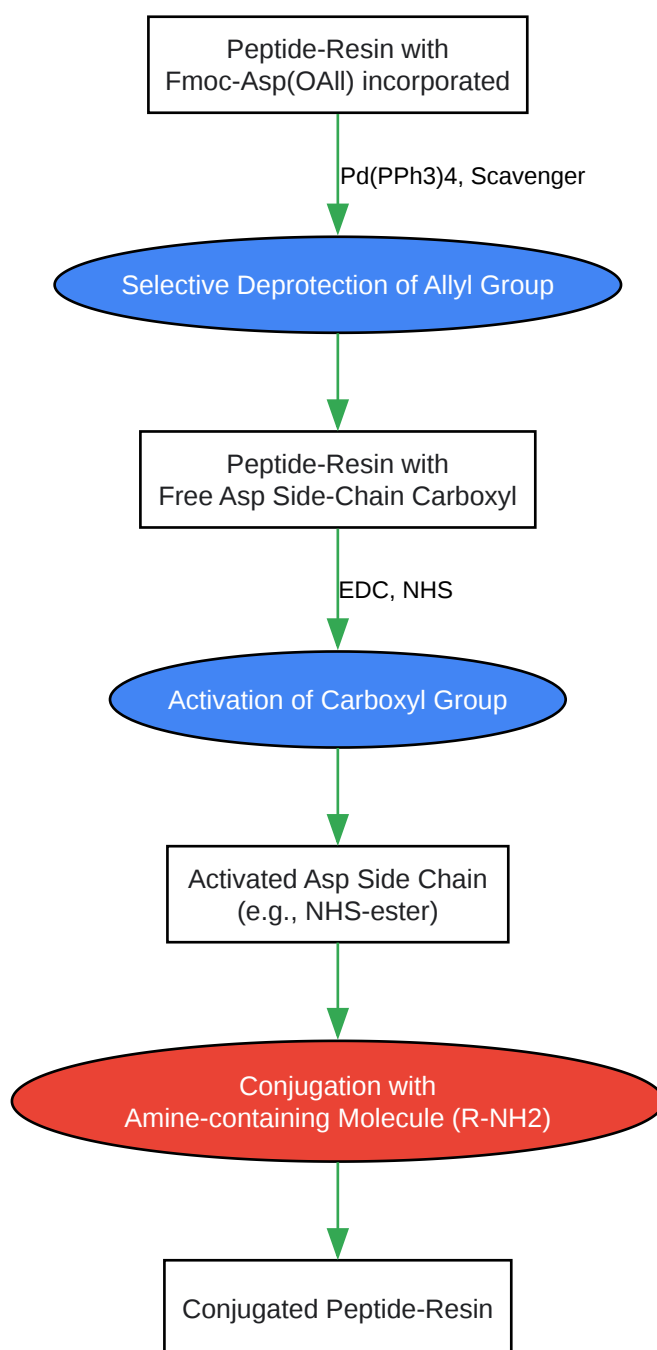 Peptide-Resin with
Fmoc-Asp(OAll) incorporated
Pd(PPh3)4, Scavenger
Selective Deprotection of Allyl Group
Peptide-Resin with
Free Asp Side-Chain Carboxyl
EDC, NHS
Activation of Carboxyl Group
Activated Asp Side Chain
(e.g., NHS-ester)
Conjugation with
Amine-containing Molecule (R-NH2)
Conjugated Peptide-Resin